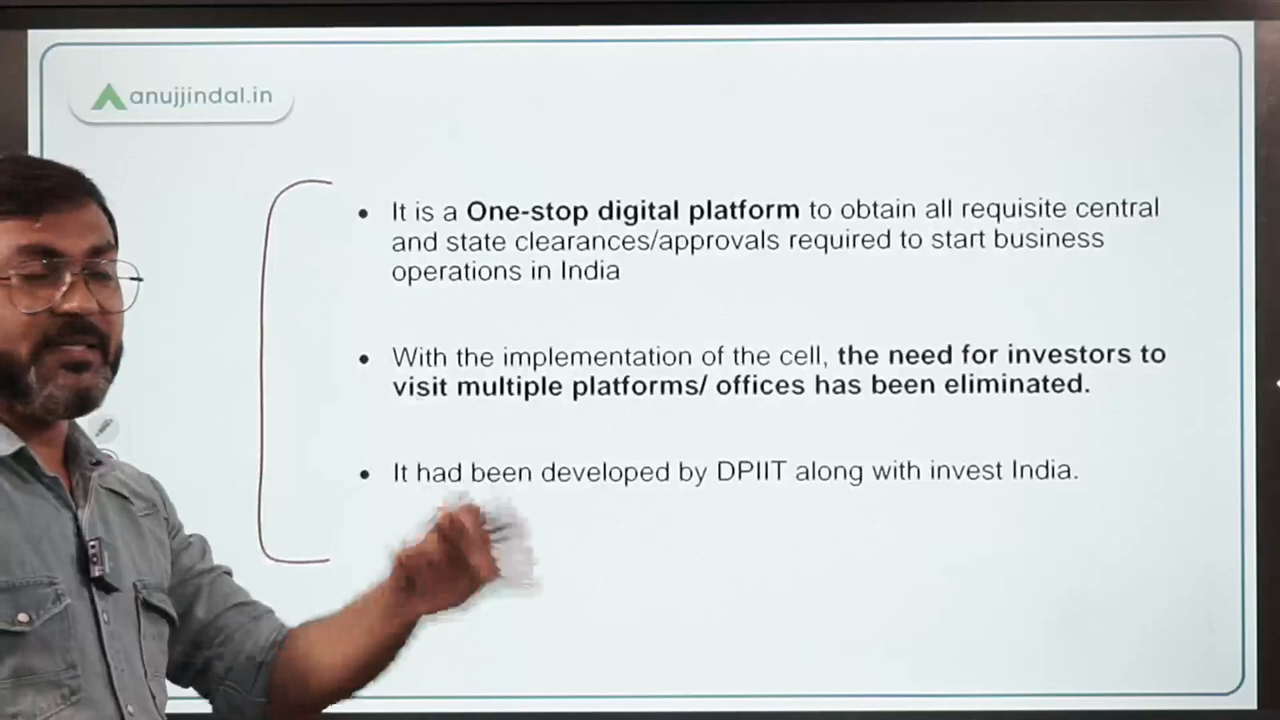 anujjindal.in
• It is a One-stop digital platform to obtain all requisite central
and state clearances/approvals required to start business
operations in India
• With the implementation of the cell, the need for investors to
visit multiple platforms/ offices has been eliminated.
• It had been developed by DPIIT along with invest India.